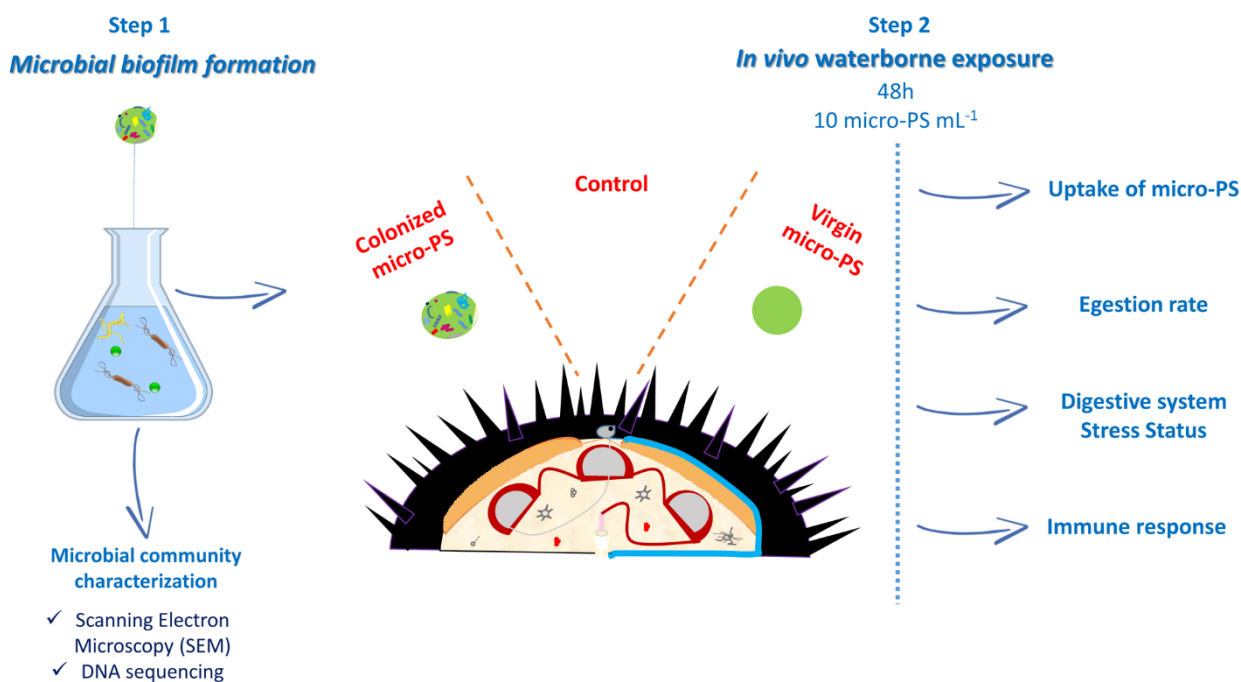 Step 1
Microbial biofilm formation
Step 2
In vivo waterborne exposure
48h
10 micro-PS mL⁻¹
Control
Colonized
micro-PS
Virgin
micro-PS
Uptake of micro-PS
Egestion rate
Digestive system
Stress Status
Immune response
Microbial community
characterization
✓ Scanning Electron
Microscopy (SEM)
✓ DNA sequencing